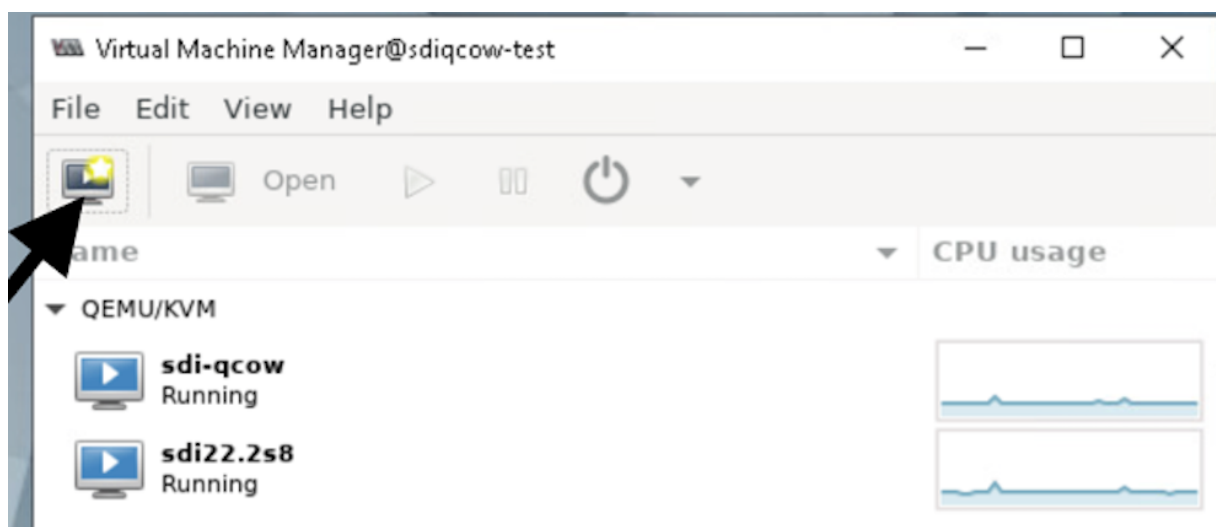 Virtual Machine Manager@sdiqcow-test
File Edit View Help
Open
ame CPU usage
QEMU/KVM
sdi-qcow
Running
sdi22.2s8
Running